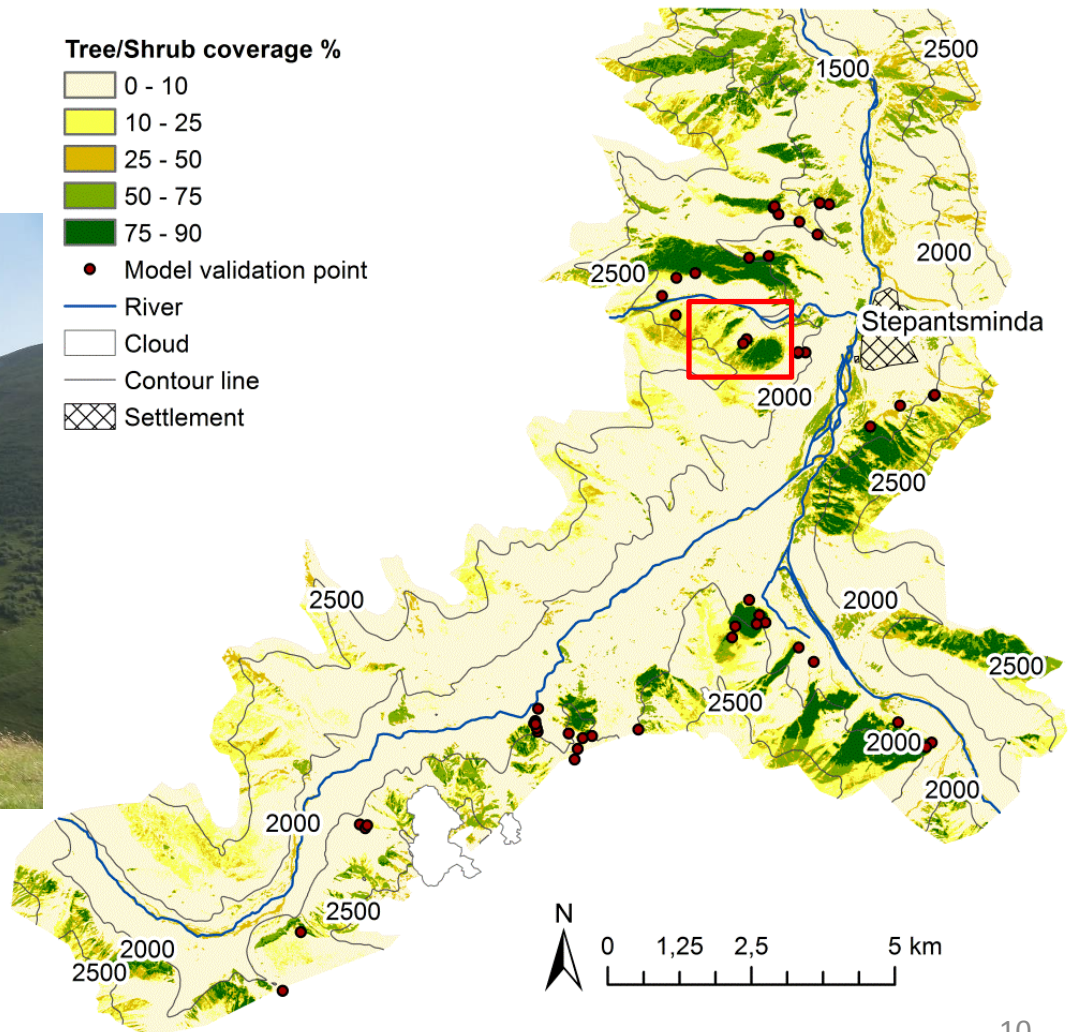 Tree/Shrub coverage %
0 - 10
10 - 25
25 - 50
50 - 75
75 - 90
Model validation point
River
Cloud
Contour line
Settlement
2500
1500
2000
2500
Stepantsminda
2000
2500
2500
2000
2500
2500
2000
2000
2000
2500
2000
2500
N
0 1,25 2,5 5 km
10